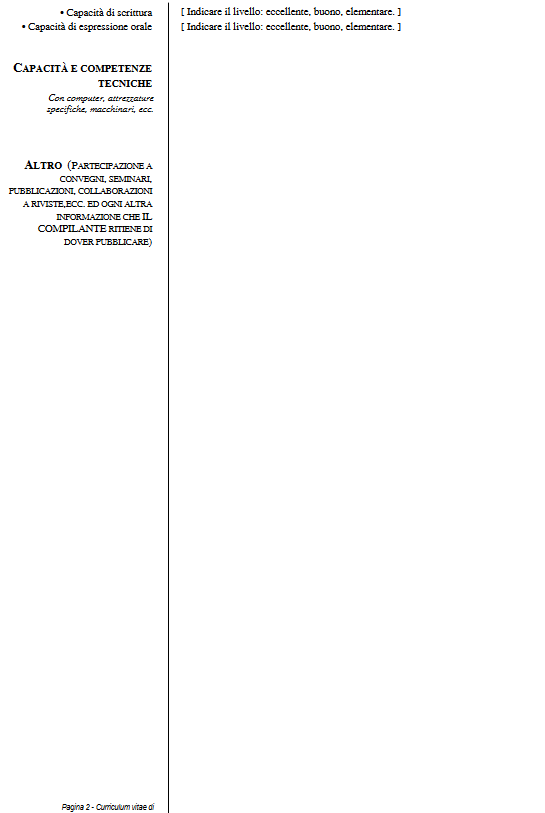 • Capacità di scrittura [ Indicare il livello: eccellente, buono, elementare. ]
• Capacità di espressione orale [ Indicare il livello: eccellente, buono, elementare. ]
CAPACITÀ E COMPETENZE
TECNICHE
Con computer, attrezzature
specifiche, macchinari, ecc.
ALTRO (PARTECIPAZIONE A
CONVEGNI, SEMINARI,
PUBBLICAZIONI, COLLABORAZIONI
A RIVISTE,ECC. ED OGNI ALTRA
INFORMAZIONE CHE IL
COMPILANTE RITIENE DI
DOVER PUBBLICARE)
Pagina 2 - Curriculum vitae di